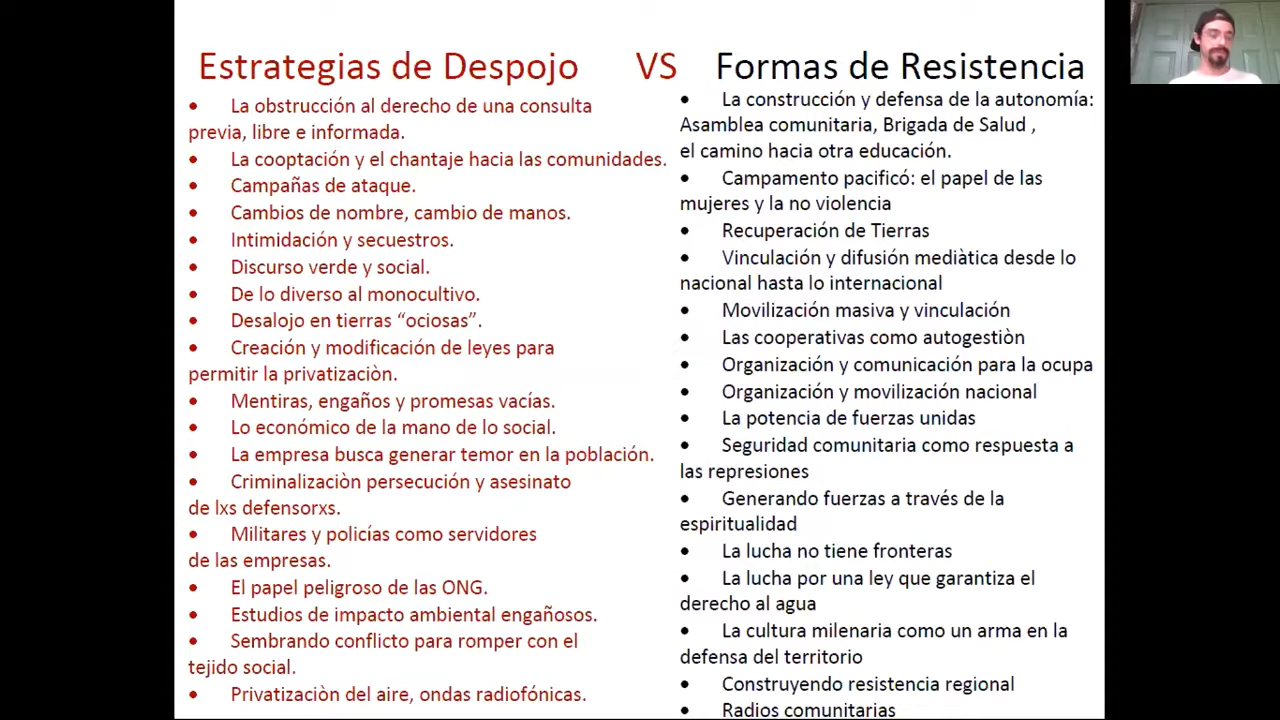 Estrategias de Despojo VS Formas de Resistencia
• La obstrucción al derecho de una consulta
previa, libre e informada.
• La cooptación y el chantaje hacia las comunidades.
• Campañas de ataque.
• Cambios de nombre, cambio de manos.
• Intimidación y secuestros.
• Discurso verde y social.
• De lo diverso al monocultivo.
• Desalojo en tierras “ociosas”.
• Creación y modificación de leyes para
permitir la privatizaciòn.
• Mentiras, engaños y promesas vacías.
• Lo económico de la mano de lo social.
• La empresa busca generar temor en la población.
• Criminalizaciòn persecución y asesinato
de lxs defensorxs.
• Militares y policías como servidores
de las empresas.
• El papel peligroso de las ONG.
• Estudios de impacto ambiental engañosos.
• Sembrando conflicto para romper con el
tejido social.
• Privatizaciòn del aire, ondas radiofónicas.
• La construcción y defensa de la autonomía:
Asamblea comunitaria, Brigada de Salud ,
el camino hacia otra educación.
• Campamento pacificó: el papel de las
mujeres y la no violencia
• Recuperación de Tierras
• Vinculación y difusión mediàtica desde lo
nacional hasta lo internacional
• Movilización masiva y vinculación
• Las cooperativas como autogestiòn
• Organización y comunicación para la ocupa
• Organización y movilización nacional
• La potencia de fuerzas unidas
• Seguridad comunitaria como respuesta a
las represiones
• Generando fuerzas a través de la
espiritualidad
• La lucha no tiene fronteras
• La lucha por una ley que garantiza el
derecho al agua
• La cultura milenaria como un arma en la
defensa del territorio
• Construyendo resistencia regional
• Radios comunitarias